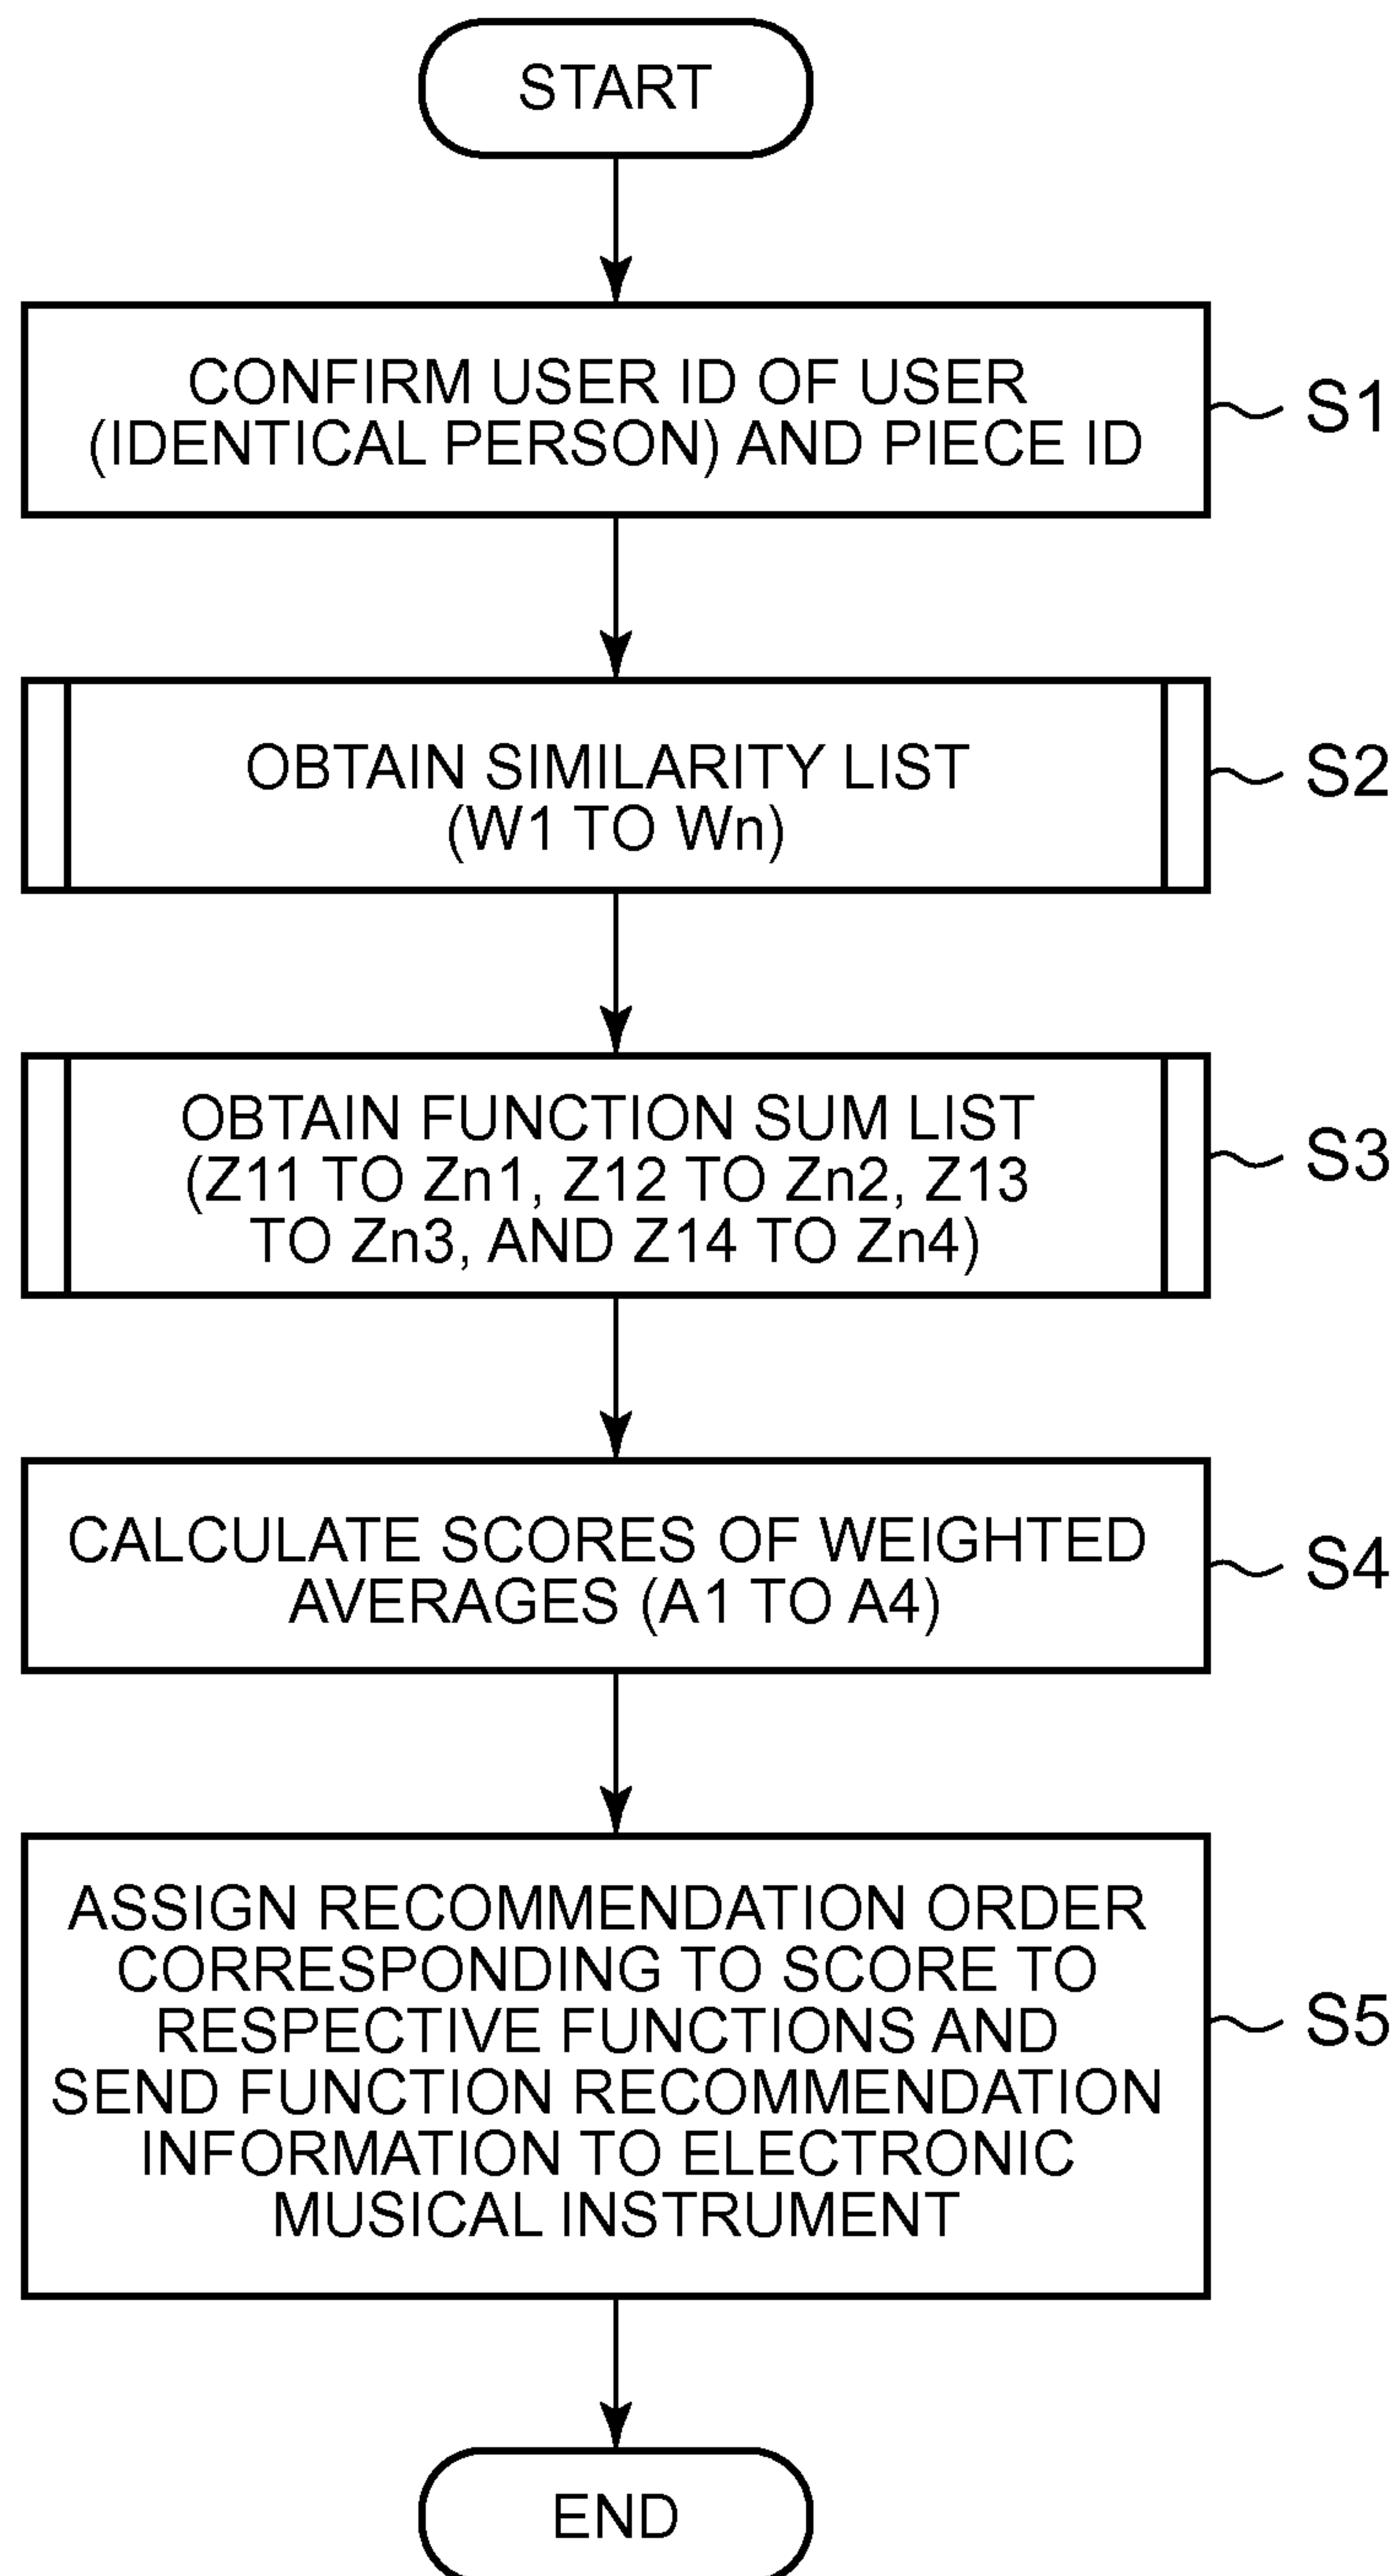 START
CONFIRM USER ID OF USER
(IDENTICAL PERSON) AND PIECE ID
S1
OBTAIN SIMILARITY LIST
(W1 TO Wn)
S2
OBTAIN FUNCTION SUM LIST
(Z11 TO Zn1, Z12 TO Zn2, Z13
TO Zn3, AND Z14 TO Zn4)
S3
CALCULATE SCORES OF WEIGHTED
AVERAGES (A1 TO A4)
S4
ASSIGN RECOMMENDATION ORDER
CORRESPONDING TO SCORE TO
RESPECTIVE FUNCTIONS AND
SEND FUNCTION RECOMMENDATION
INFORMATION TO ELECTRONIC
MUSICAL INSTRUMENT
S5
END